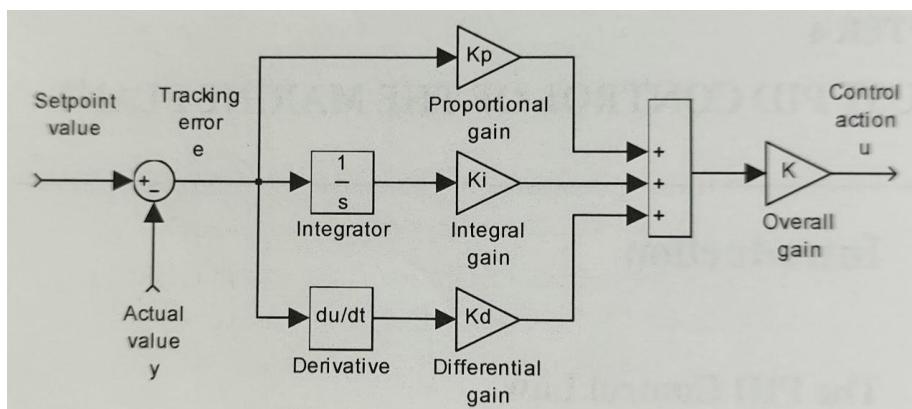 Setpoint
value
Tracking
error
e
+
−
Actual
value
y
Kp
Proportional
gain
1
s
Integrator
Ki
Integral
gain
du/dt
Derivative
Kd
Differential
gain
+
+
+
K
Overall
gain
Control
action
u